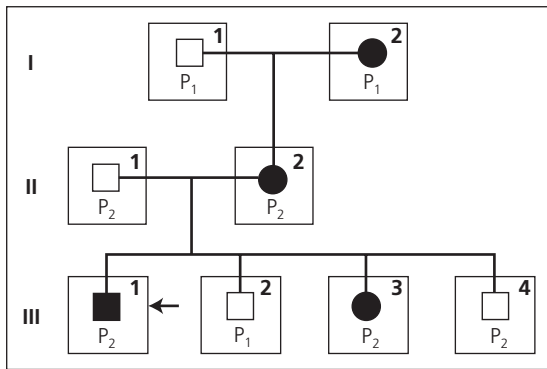 I 1 2
P₁ P₁
II 1 2
P₂ P₂
III 1 2 3 4
P₂ P₁ P₂ P₂